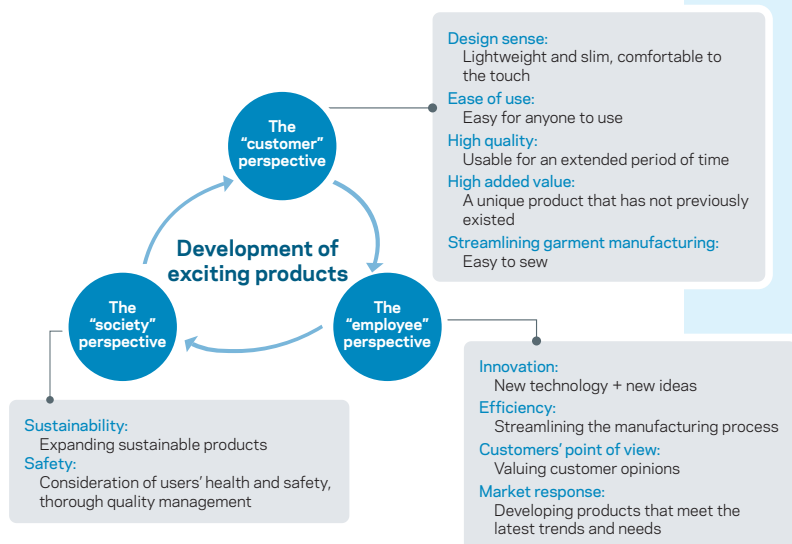 The
“customer”
perspective
Design sense:
Lightweight and slim, comfortable to
the touch
Ease of use:
Easy for anyone to use
High quality:
Usable for an extended period of time
High added value:
A unique product that has not previously
existed
Streamlining garment manufacturing:
Easy to sew
Development of
exciting products
The
“society”
perspective
The
“employee”
perspective
Sustainability:
Expanding sustainable products
Safety:
Consideration of users’ health and safety,
thorough quality management
Innovation:
New technology + new ideas
Efficiency:
Streamlining the manufacturing process
Customers’ point of view:
Valuing customer opinions
Market response:
Developing products that meet the
latest trends and needs